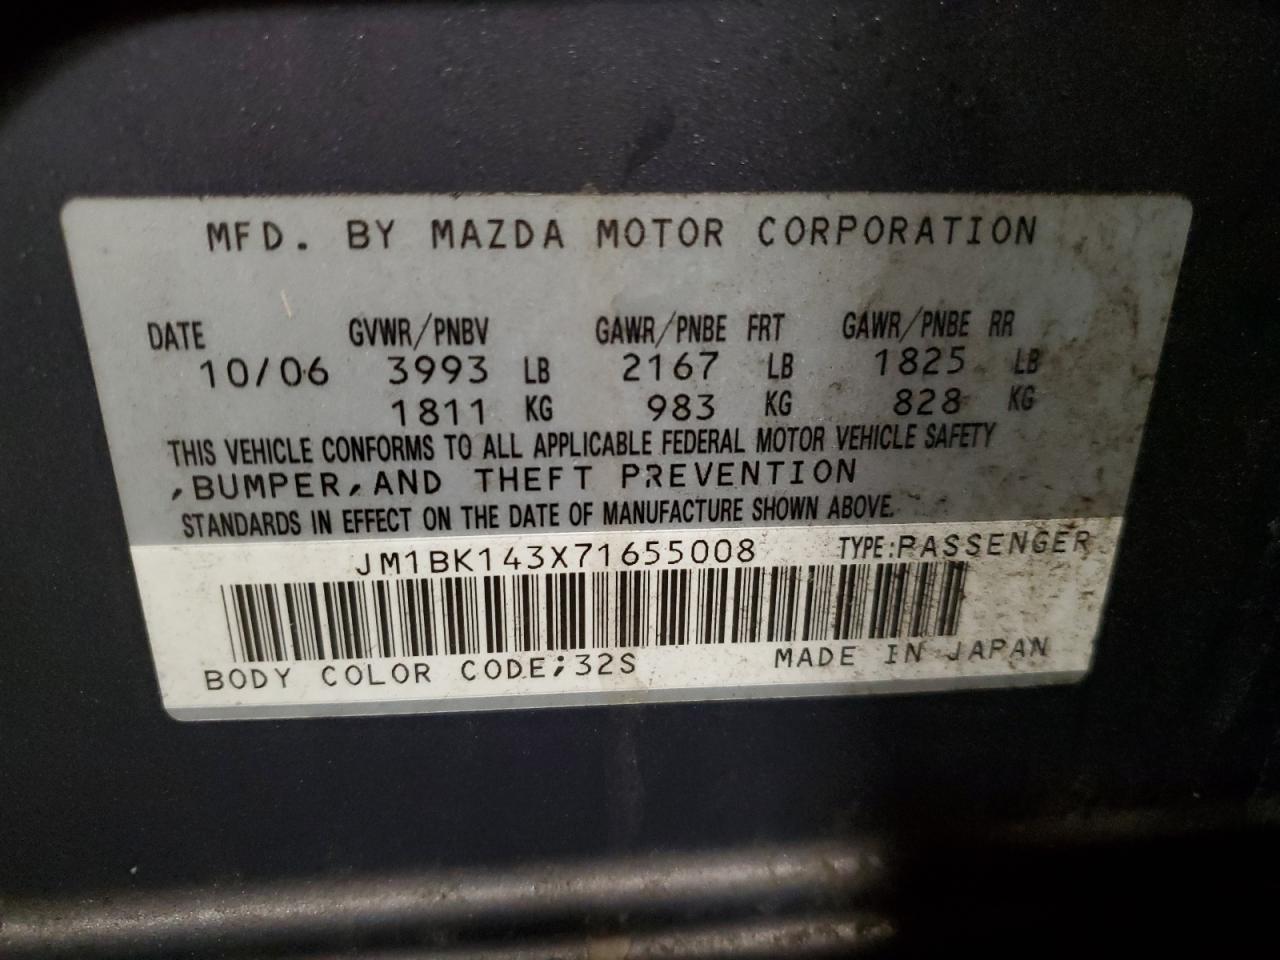 MFD. BY MAZDA MOTOR CORPORATION
DATE GVWR/PNBV GAWR/PNBE FRT GAWR/PNBE RR
10/06 3993 LB 2167 LB 1825 LB
1811 KG 983 KG 828 KG
THIS VEHICLE CONFORMS TO ALL APPLICABLE FEDERAL MOTOR VEHICLE SAFETY
,BUMPER,AND THEFT PREVENTION
STANDARDS IN EFFECT ON THE DATE OF MANUFACTURE SHOWN ABOVE.
JM1BK143X71655008 TYPE:PASSENGER
BODY COLOR CODE;32S MADE IN JAPAN